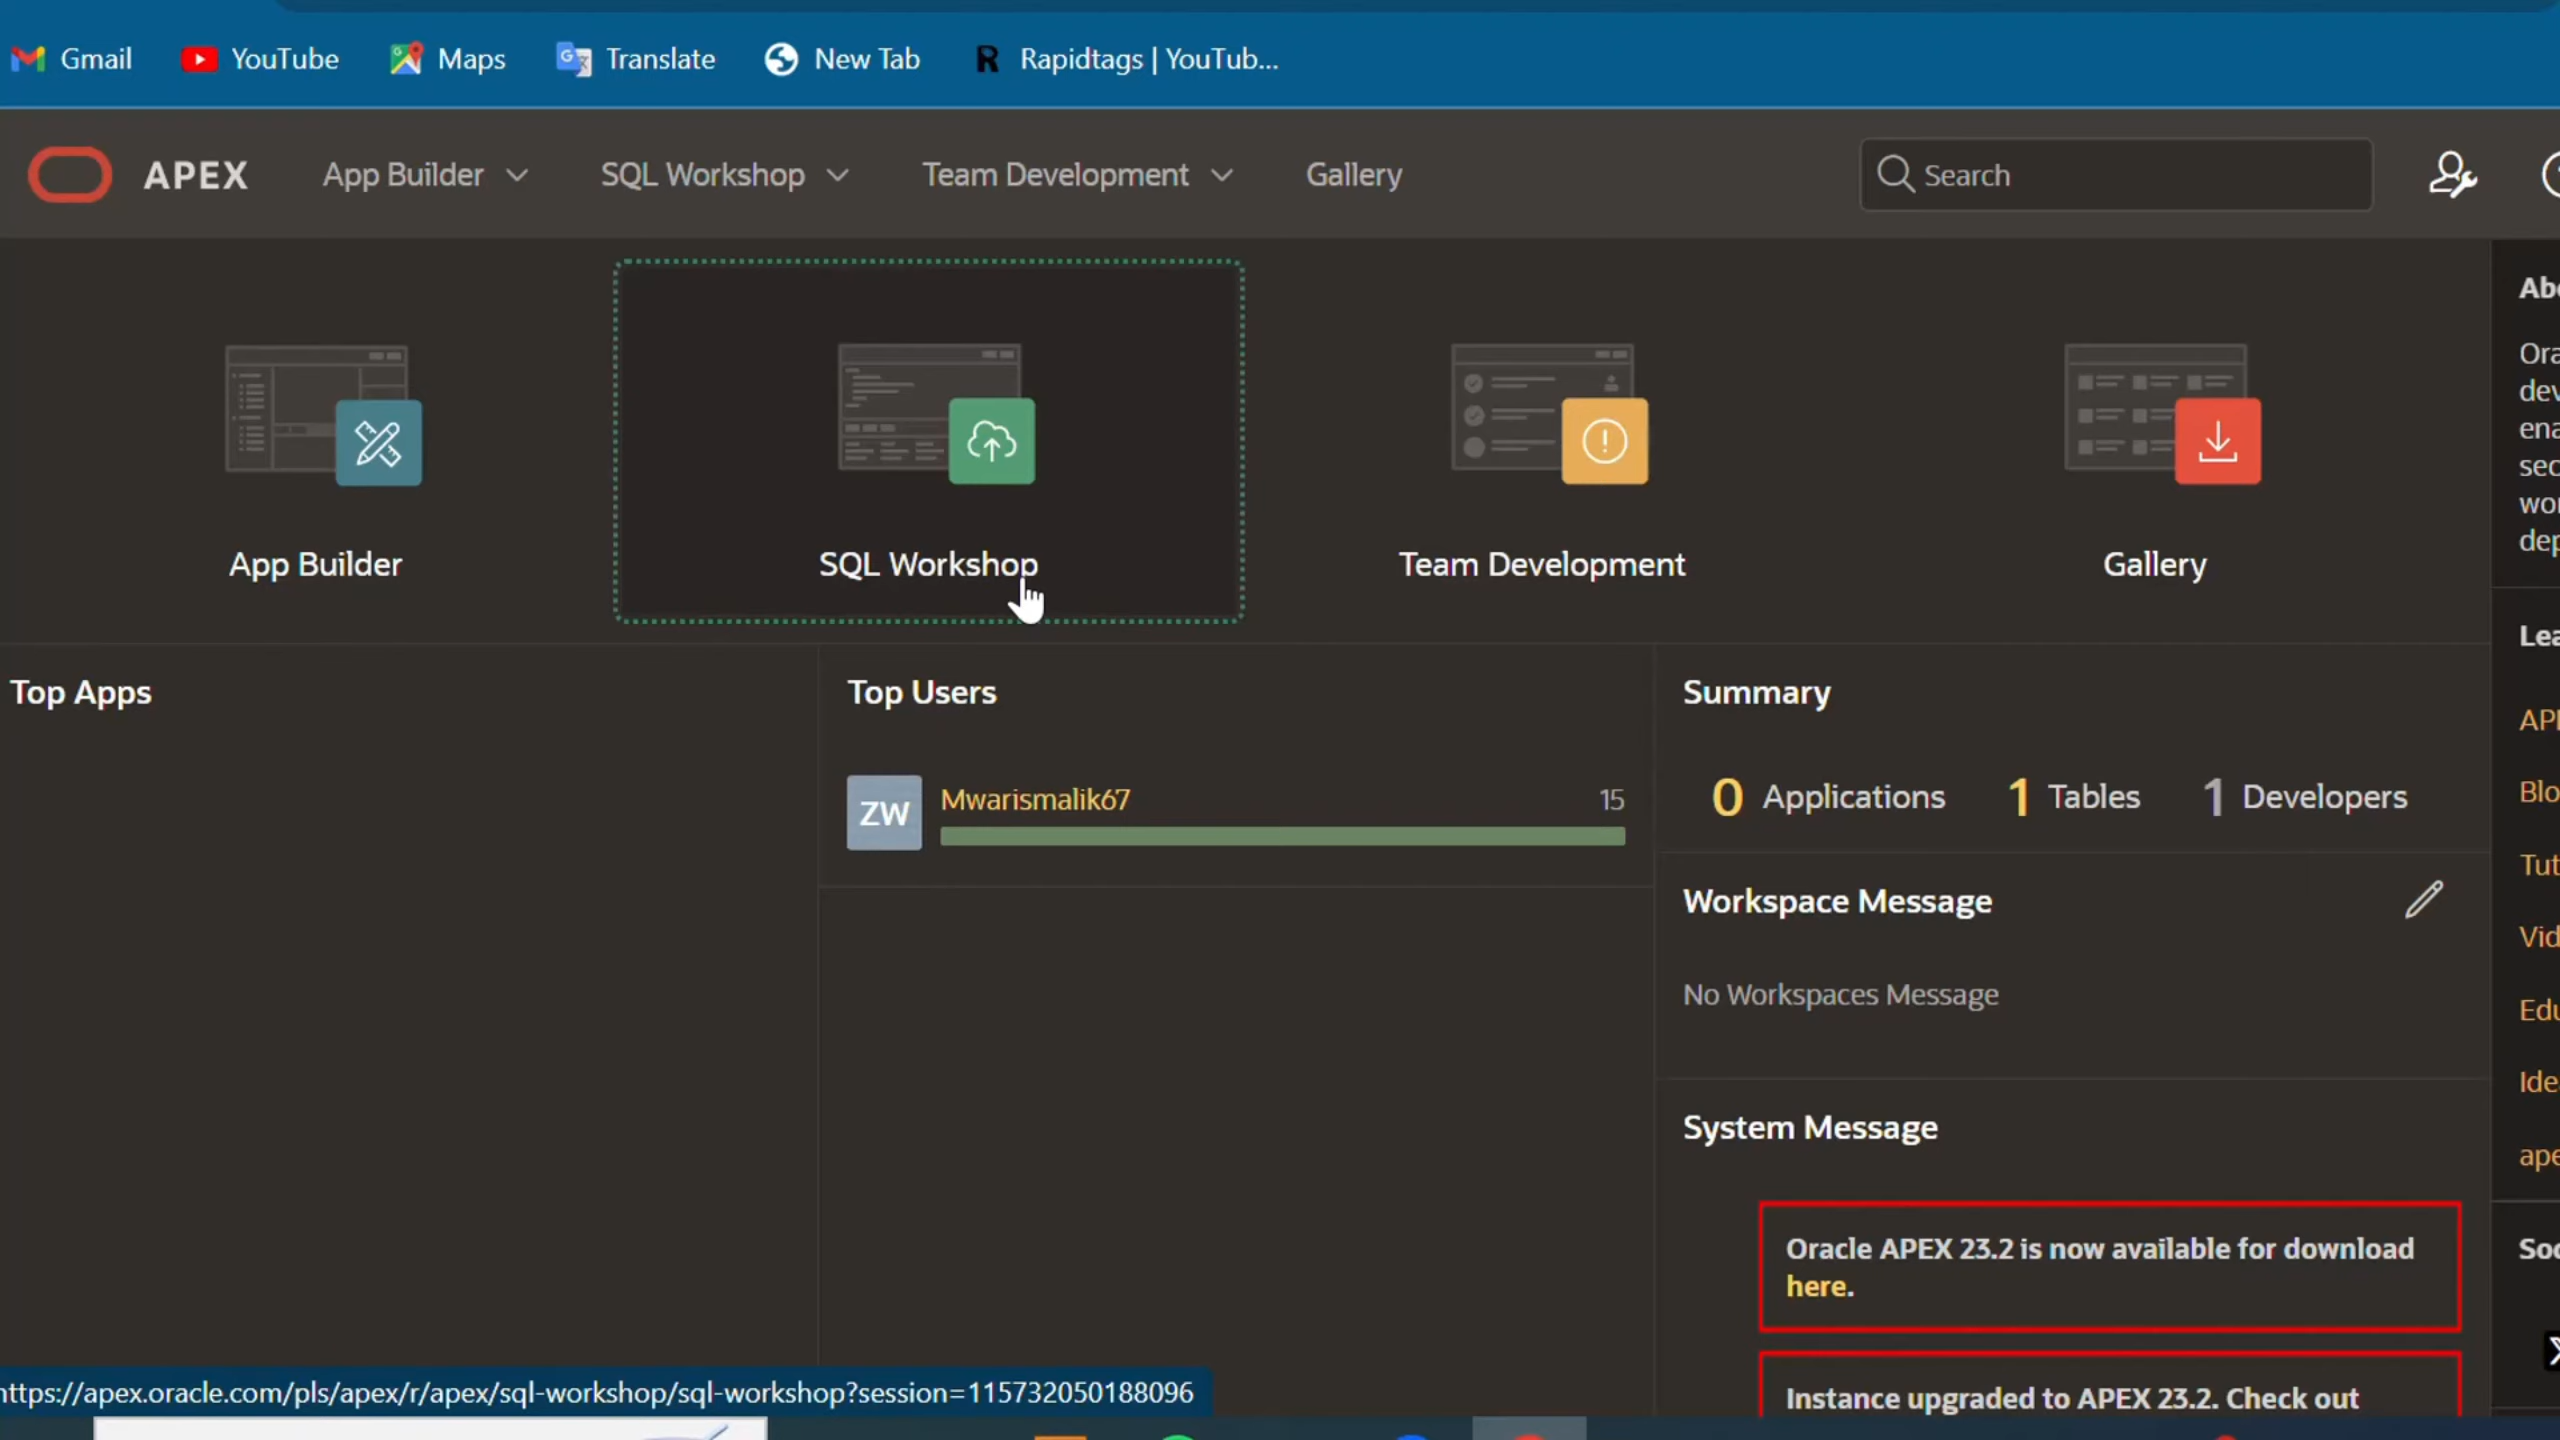 Gmail YouTube Maps Translate New Tab Rapidtags | YouTub...
APEX App Builder SQL Workshop Team Development Gallery Search
App Builder SQL Workshop Team Development Gallery
Top Apps
Top Users
ZW Mwarismalik67 15
Summary
0 Applications 1 Tables 1 Developers
Workspace Message
No Workspaces Message
System Message
Oracle APEX 23.2 is now available for download
here.
Instance upgraded to APEX 23.2. Check out
https://apex.oracle.com/pls/apex/r/apex/sql-workshop/sql-workshop?session=115732050188096